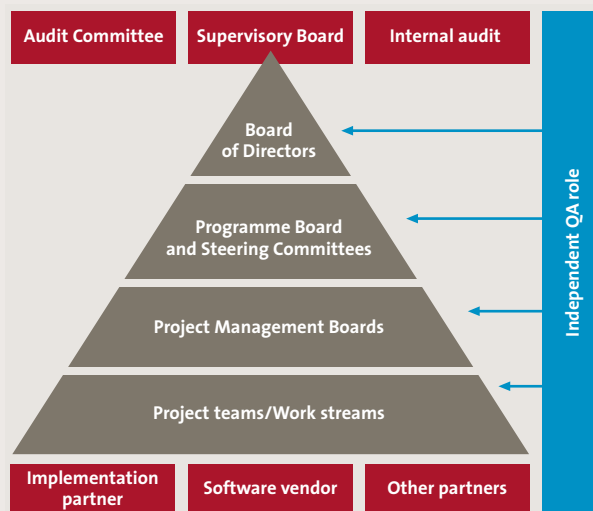 Audit Committee
Supervisory Board
Internal audit
Board
of Directors
Programme Board
and Steering Committees
Project Management Boards
Project teams/Work streams
Implementation
partner
Software vendor
Other partners
Independent QA role